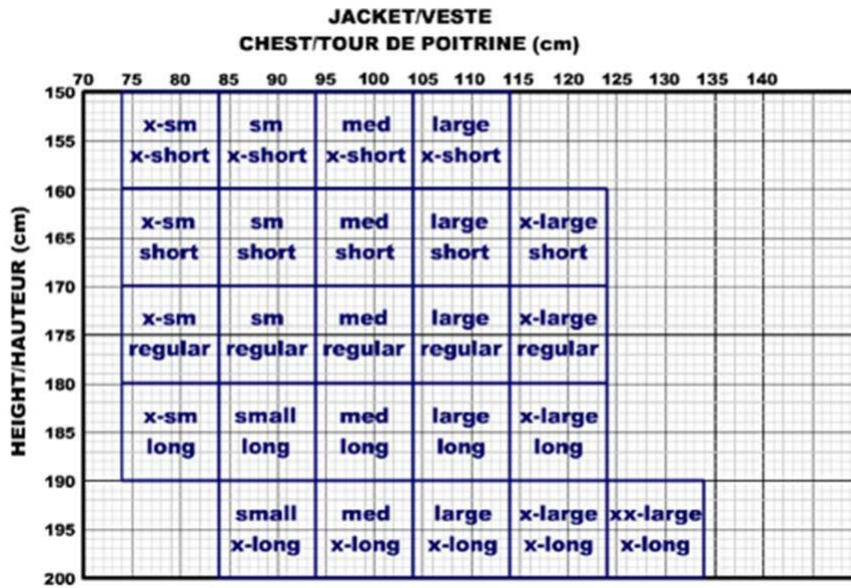 JACKET/VESTE
CHEST/TOUR DE POITRINE (cm)
70 75 80 85 90 95 100 105 110 115 120 125 130 135 140
HEIGHT/HAUTEUR (cm)
150
155
160
165
170
175
180
185
190
195
200
x-sm sm med large
x-short x-short x-short x-short
x-sm sm med large x-large
short short short short short
x-sm sm med large x-large
regular regular regular regular regular
x-sm small med large x-large
long long long long long
small med large x-large xx-large
x-long x-long x-long x-long x-long